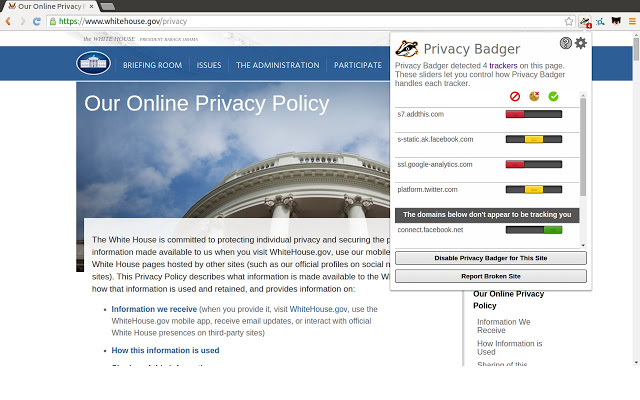 Our Online Privacy P
https://www.whitehouse.gov/privacy
the WHITE HOUSE PRESIDENT BARACK OBAMA
BRIEFING ROOM ISSUES THE ADMINISTRATION PARTICIPATE
Our Online Privacy Policy
The White House is committed to protecting individual privacy and securing the p
information made available to us when you visit WhiteHouse.gov, use our mobile
White House pages hosted by other sites (such as our official profiles on social n
sites). This Privacy Policy describes what information is made available to the W
how that information is used and retained, and provides information on:
Information we receive (when you provide it, visit WhiteHouse.gov, use the
WhiteHouse.gov mobile app, receive email updates, or interact with official
White House presences on third-party sites)
How this information is used
Privacy Badger
Privacy Badger detected 4 trackers on this page.
These sliders let you control how Privacy Badger
handles each tracker.
s7.addthis.com
s-static.ak.facebook.com
ssl.google-analytics.com
platform.twitter.com
The domains below don't appear to be tracking you
connect.facebook.net
Disable Privacy Badger for This Site
Report Broken Site
Our Online Privacy
Policy
Information We
Receive
How Information is
Used
Sharing of this